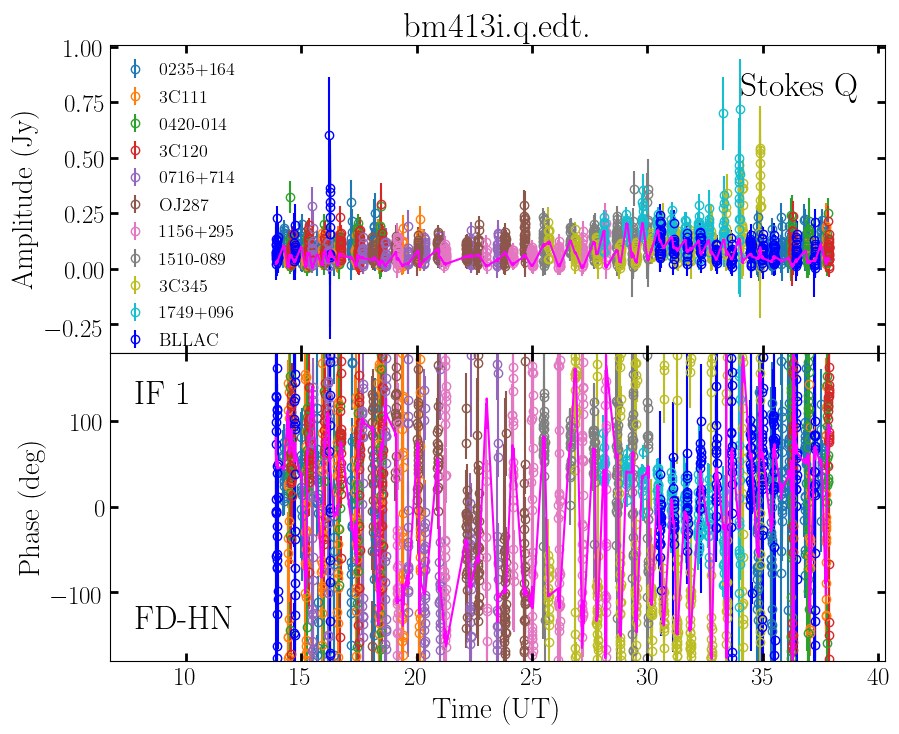 bm413i.q.edt.
Stokes Q
Amplitude (Jy)
1.00
0.75
0.50
0.25
0.00
−0.25
0235+164
3C111
0420-014
3C120
0716+714
OJ287
1156+295
1510-089
3C345
1749+096
BLLAC
IF 1
FD-HN
Phase (deg)
100
0
−100
10 15 20 25 30 35 40
Time (UT)